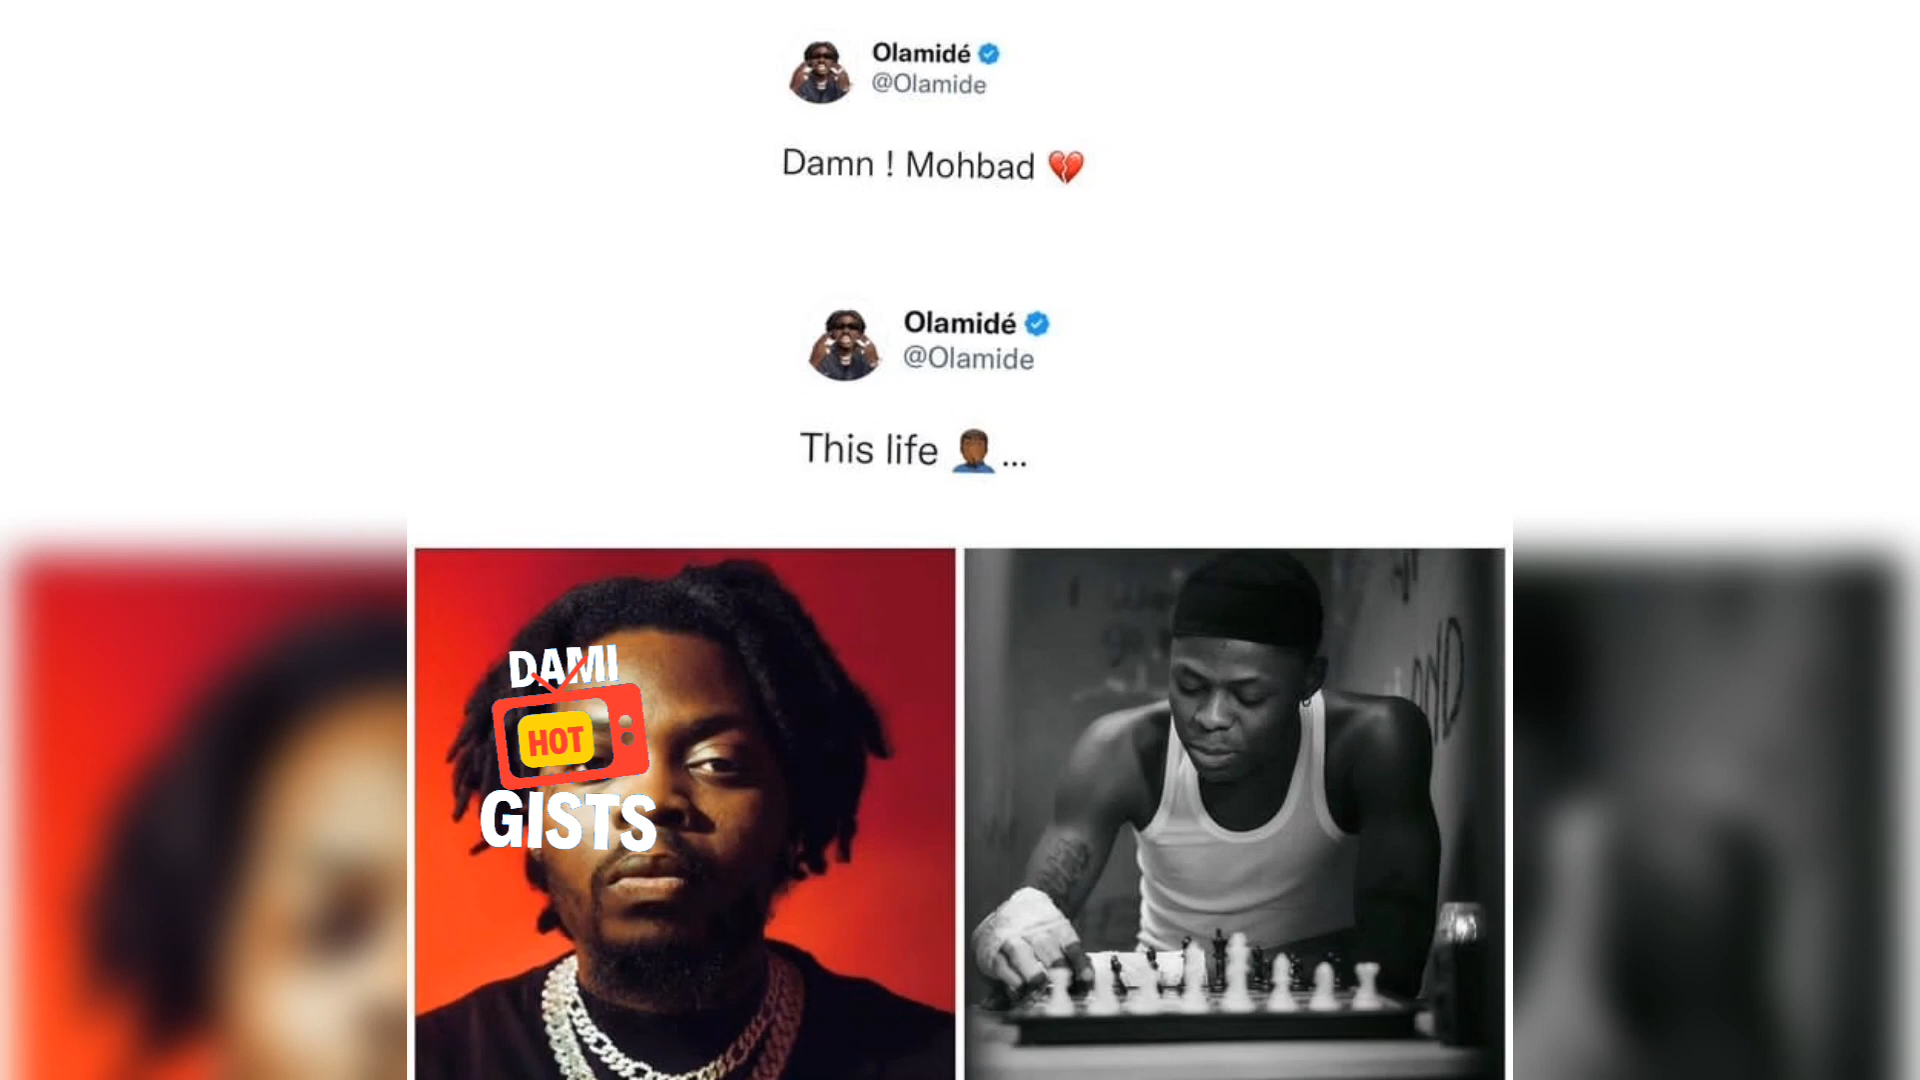 Olamidé
@Olamide
Damn ! Mohbad 💔
Olamidé
@Olamide
This life 🤦🏾‍♂️...
DAMI
HOT
GISTS